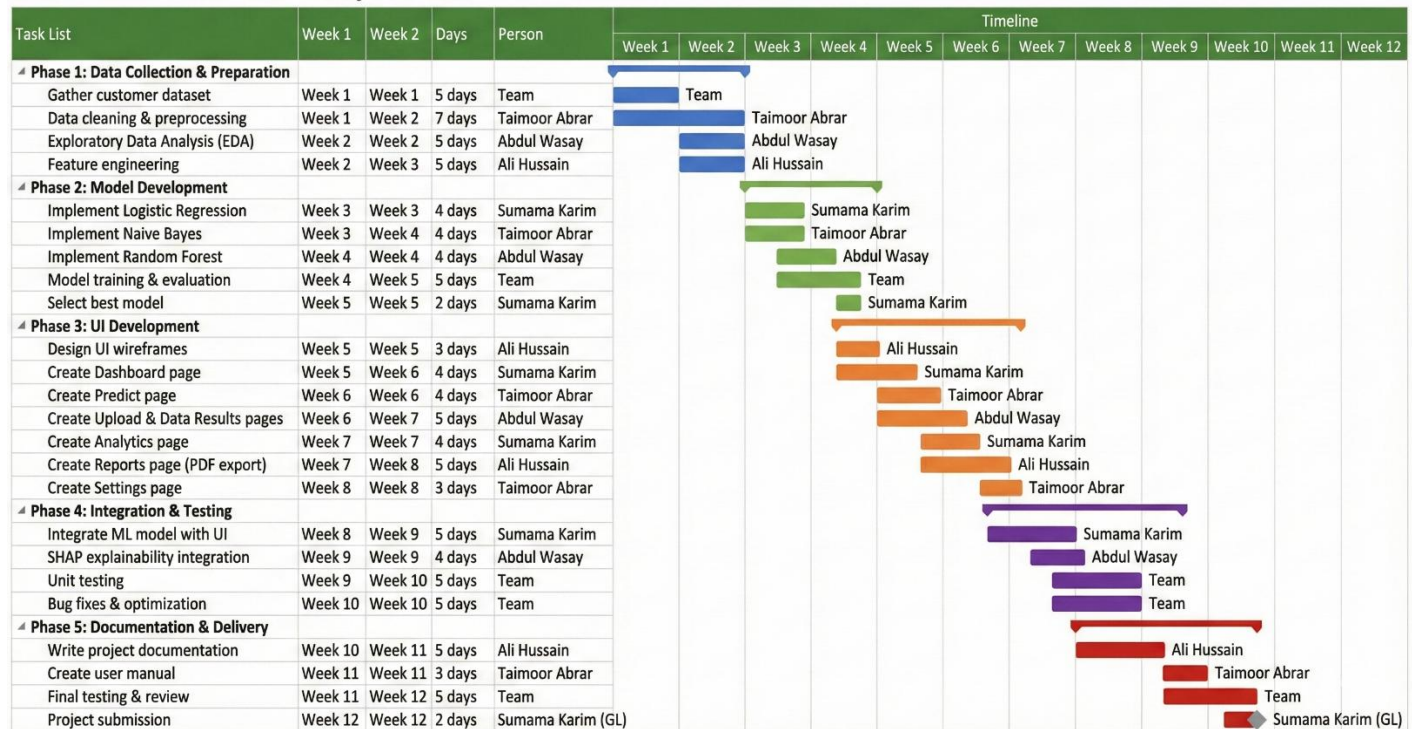 Task List Week 1 Week 2 Days Person Timeline
Week 1 Week 2 Week 3 Week 4 Week 5 Week 6 Week 7 Week 8 Week 9 Week 10 Week 11 Week 12
Phase 1: Data Collection & Preparation
Gather customer dataset Week 1 Week 1 5 days Team Team
Data cleaning & preprocessing Week 1 Week 2 7 days Taimoor Abrar Taimoor Abrar
Exploratory Data Analysis (EDA) Week 2 Week 2 5 days Abdul Wasay Abdul Wasay
Feature engineering Week 2 Week 3 5 days Ali Hussain Ali Hussain
Phase 2: Model Development
Implement Logistic Regression Week 3 Week 3 4 days Sumama Karim Sumama Karim
Implement Naive Bayes Week 3 Week 4 4 days Taimoor Abrar Taimoor Abrar
Implement Random Forest Week 4 Week 4 4 days Abdul Wasay Abdul Wasay
Model training & evaluation Week 4 Week 5 5 days Team Team
Select best model Week 5 Week 5 2 days Sumama Karim Sumama Karim
Phase 3: UI Development
Design UI wireframes Week 5 Week 5 3 days Ali Hussain Ali Hussain
Create Dashboard page Week 5 Week 6 4 days Sumama Karim Sumama Karim
Create Predict page Week 6 Week 6 4 days Taimoor Abrar Taimoor Abrar
Create Upload & Data Results pages Week 6 Week 7 5 days Abdul Wasay Abdul Wasay
Create Analytics page Week 7 Week 7 4 days Sumama Karim Sumama Karim
Create Reports page (PDF export) Week 7 Week 8 5 days Ali Hussain Ali Hussain
Create Settings page Week 8 Week 8 3 days Taimoor Abrar Taimoor Abrar
Phase 4: Integration & Testing
Integrate ML model with UI Week 8 Week 9 5 days Sumama Karim Sumama Karim
SHAP explainability integration Week 9 Week 9 4 days Abdul Wasay Abdul Wasay
Unit testing Week 9 Week 10 5 days Team Team
Bug fixes & optimization Week 10 Week 10 5 days Team Team
Phase 5: Documentation & Delivery
Write project documentation Week 10 Week 11 5 days Ali Hussain Ali Hussain
Create user manual Week 11 Week 11 3 days Taimoor Abrar Taimoor Abrar
Final testing & review Week 11 Week 12 5 days Team Team
Project submission Week 12 Week 12 2 days Sumama Karim (GL) Sumama Karim (GL)